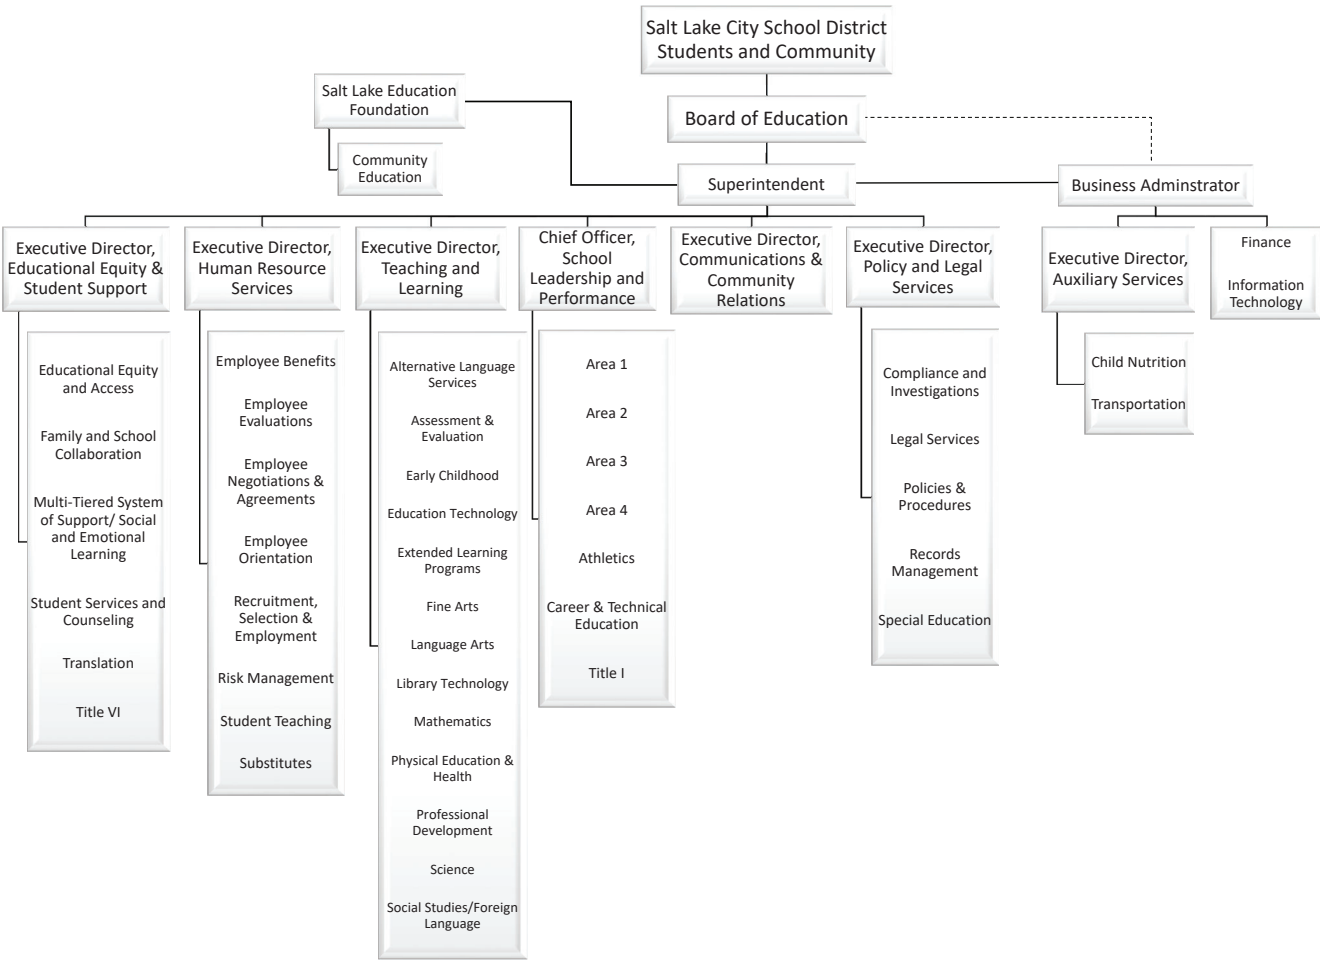 Salt Lake City School District
Students and Community
Salt Lake Education
Foundation
Board of Education
Community
Education
Superintendent
Business Adminstrator
Executive Director,
Educational Equity &
Student Support
Executive Director,
Human Resource
Services
Executive Director,
Teaching and
Learning
Chief Officer,
School
Leadership and
Performance
Executive Director,
Communications &
Community
Relations
Executive Director,
Policy and Legal
Services
Executive Director,
Auxiliary Services
Finance
Information
Technology
Educational Equity
and Access
Family and School
Collaboration
Multi-Tiered System
of Support/ Social
and Emotional
Learning
Student Services and
Counseling
Translation
Title VI
Employee Benefits
Employee
Evaluations
Employee
Negotiations &
Agreements
Employee
Orientation
Recruitment,
Selection &
Employment
Risk Management
Student Teaching
Substitutes
Alternative Language
Services
Assessment &
Evaluation
Early Childhood
Education Technology
Extended Learning
Programs
Fine Arts
Language Arts
Library Technology
Mathematics
Physical Education &
Health
Professional
Development
Science
Social Studies/Foreign
Language
Area 1
Area 2
Area 3
Area 4
Athletics
Career & Technical
Education
Title I
Compliance and
Investigations
Legal Services
Policies &
Procedures
Records
Management
Special Education
Child Nutrition
Transportation